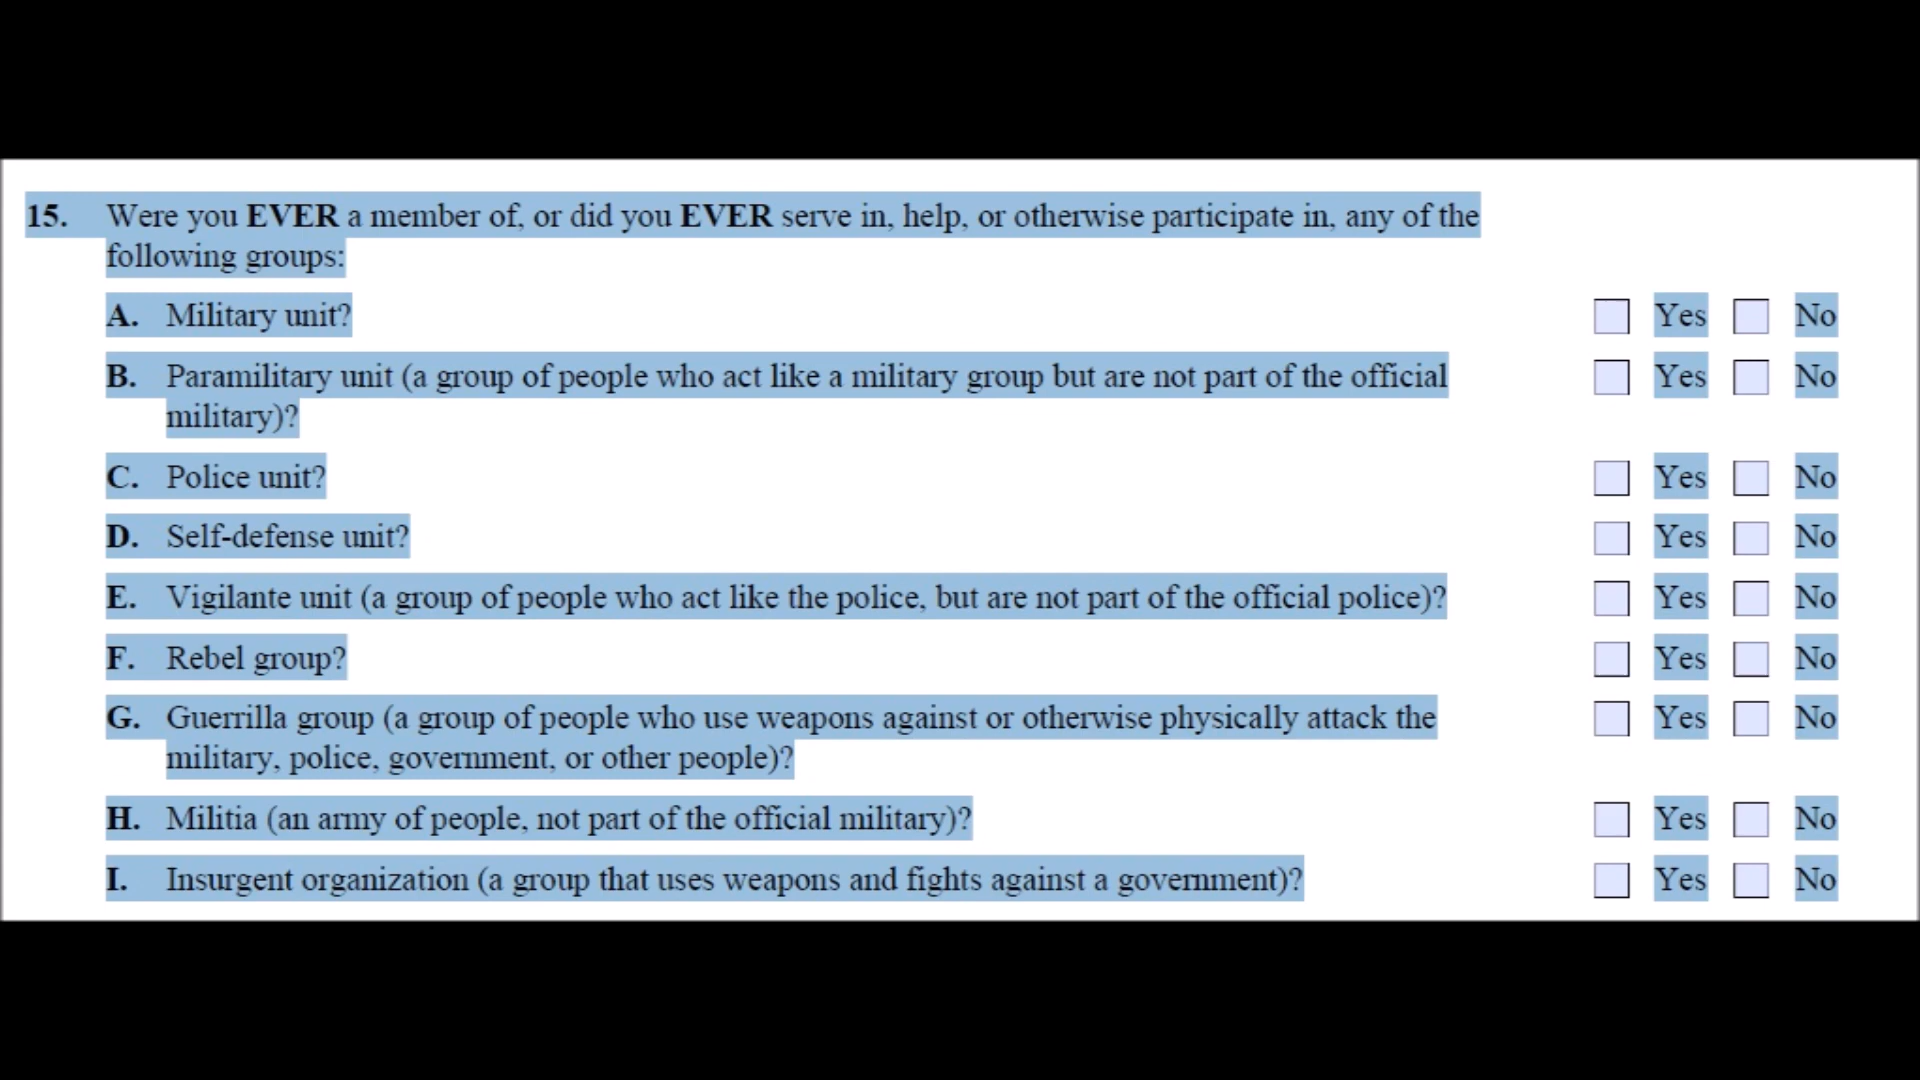 15. Were you EVER a member of, or did you EVER serve in, help, or otherwise participate in, any of the
following groups:
A. Military unit? Yes No
B. Paramilitary unit (a group of people who act like a military group but are not part of the official Yes No
military)?
C. Police unit? Yes No
D. Self-defense unit? Yes No
E. Vigilante unit (a group of people who act like the police, but are not part of the official police)? Yes No
F. Rebel group? Yes No
G. Guerrilla group (a group of people who use weapons against or otherwise physically attack the Yes No
military, police, government, or other people)?
H. Militia (an army of people, not part of the official military)? Yes No
I. Insurgent organization (a group that uses weapons and fights against a government)? Yes No